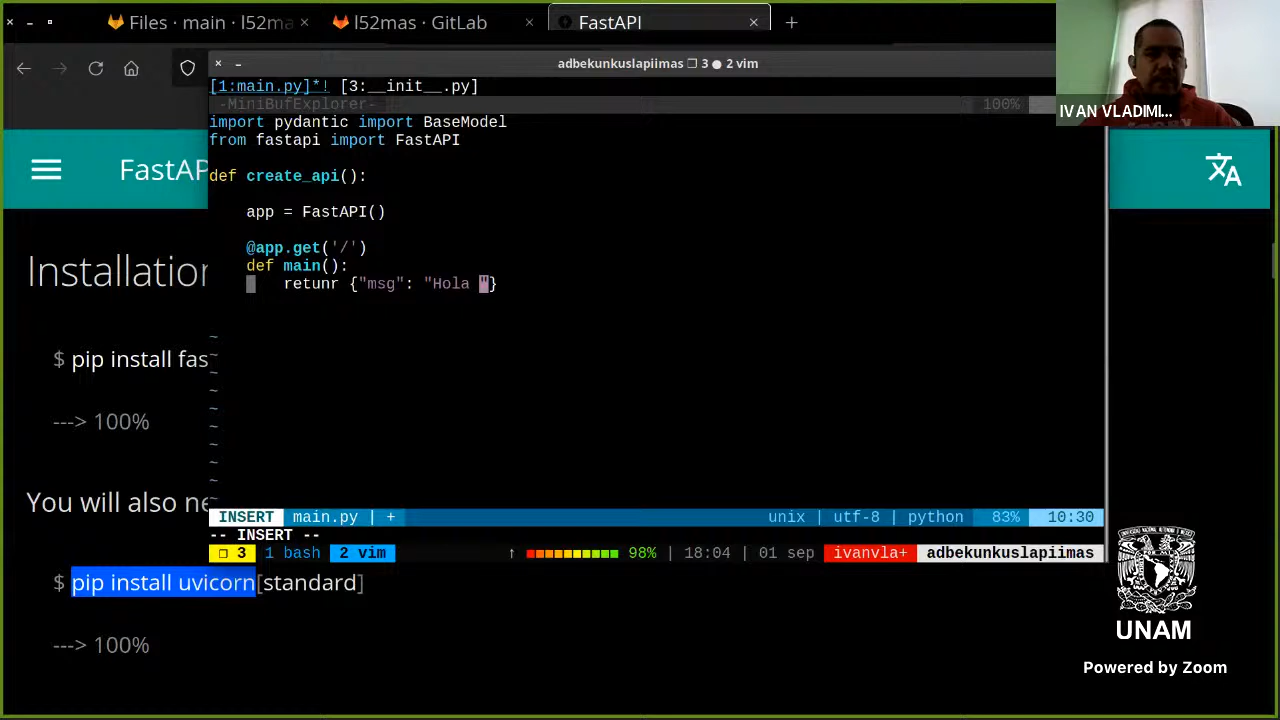 Files · main · l52ma
l52mas · GitLab
FastAPI
adbekunkuslapiimas ❐ 3 ● 2 vim
[1:main.py]*! [3:__init__.py]
-MiniBufExplorer- 100%
import pydantic import BaseModel
from fastapi import FastAPI
def create_api():
app = FastAPI()
@app.get('/')
def main():
retunr {"msg": "Hola "}
~
~
~
~
~
~
~
~
~
~
INSERT main.py | + unix | utf-8 | python 83% 10:30
-- INSERT --
❐ 3 1 bash 2 vim ↑ 98% | 18:04 | 01 sep ivanvla+ adbekunkuslapiimas
FastAP
Installation
$ pip install fas
---> 100%
You will also ne
$ pip install uvicorn[standard]
---> 100%
IVAN VLADIMI...
UNAM
Powered by Zoom